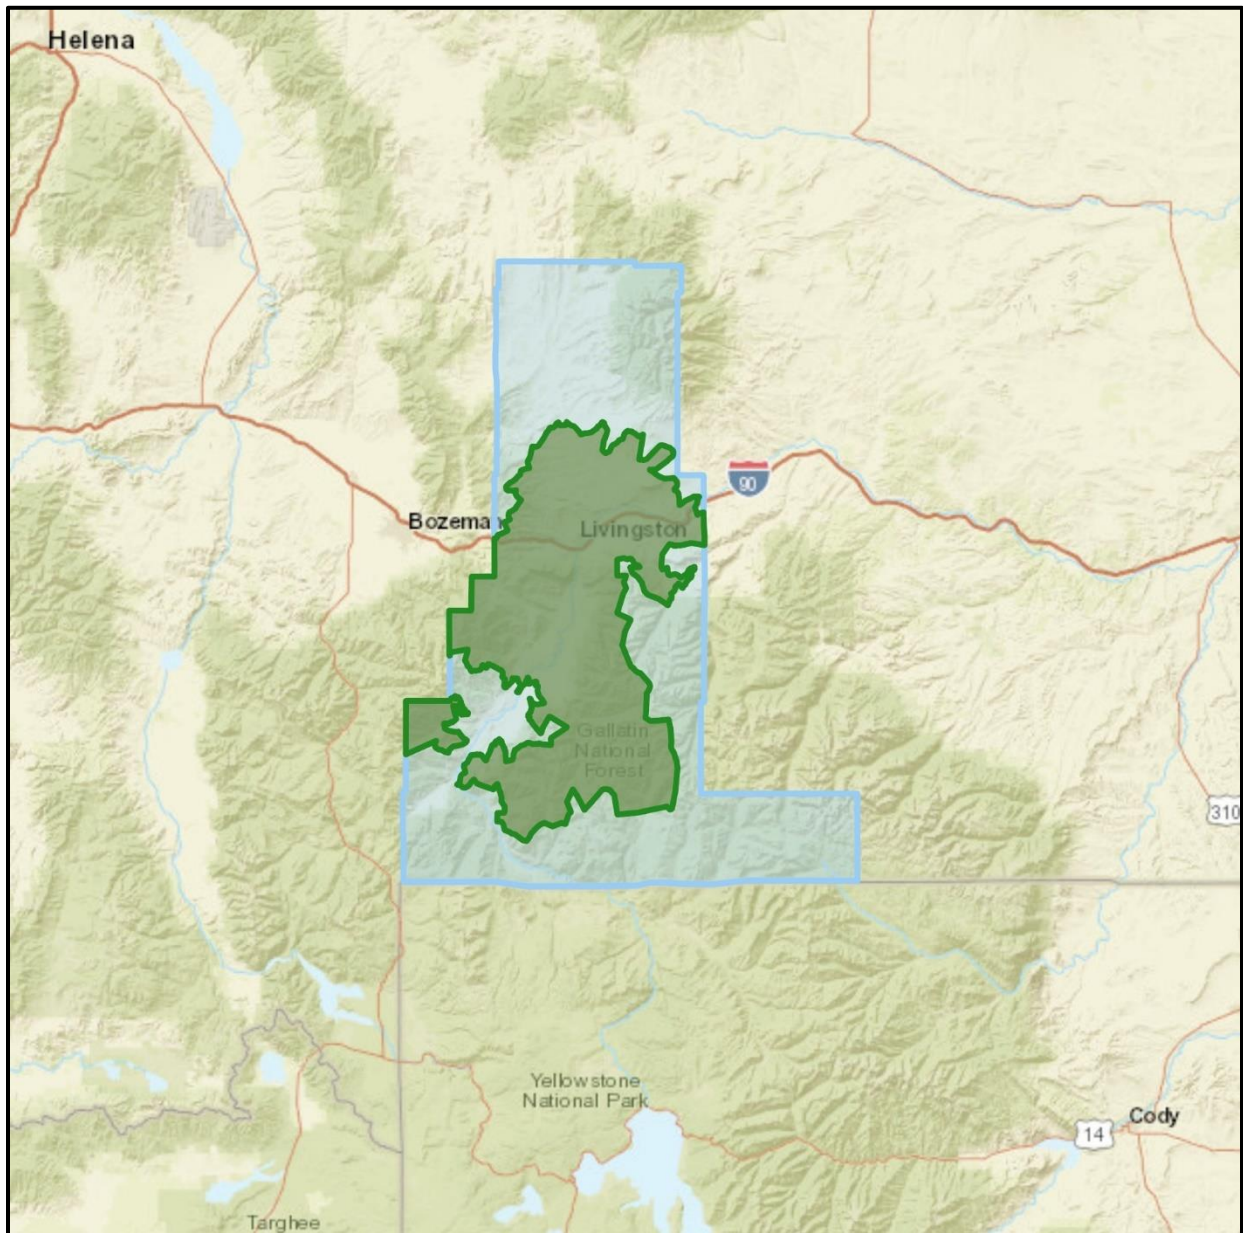 Helena
90
Bozeman
Livingston
Gallatin
National
Forest
310
Yellowstone
National Park
Cody
14
Targhee